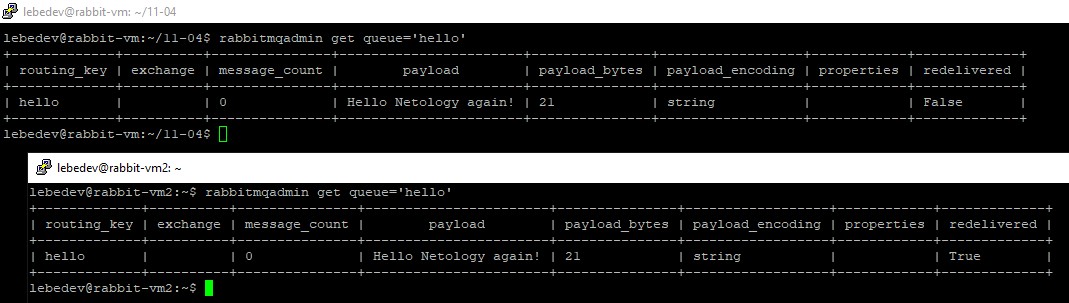 lebedev@rabbit-vm: ~/11-04
lebedev@rabbit-vm:~/11-04$ rabbitmqadmin get queue='hello'
+-------------+----------+---------------+-----------------------+---------------+------------------+------------+-------------+
| routing_key | exchange | message_count |        payload        | payload_bytes | payload_encoding | properties | redelivered |
+-------------+----------+---------------+-----------------------+---------------+------------------+------------+-------------+
| hello       |          | 0             | Hello Netology again! | 21            | string           |            | False       |
+-------------+----------+---------------+-----------------------+---------------+------------------+------------+-------------+
lebedev@rabbit-vm:~/11-04$
lebedev@rabbit-vm2: ~
lebedev@rabbit-vm2:~$ rabbitmqadmin get queue='hello'
+-------------+----------+---------------+-----------------------+---------------+------------------+------------+-------------+
| routing_key | exchange | message_count |        payload        | payload_bytes | payload_encoding | properties | redelivered |
+-------------+----------+---------------+-----------------------+---------------+------------------+------------+-------------+
| hello       |          | 0             | Hello Netology again! | 21            | string           |            | True        |
+-------------+----------+---------------+-----------------------+---------------+------------------+------------+-------------+
lebedev@rabbit-vm2:~$